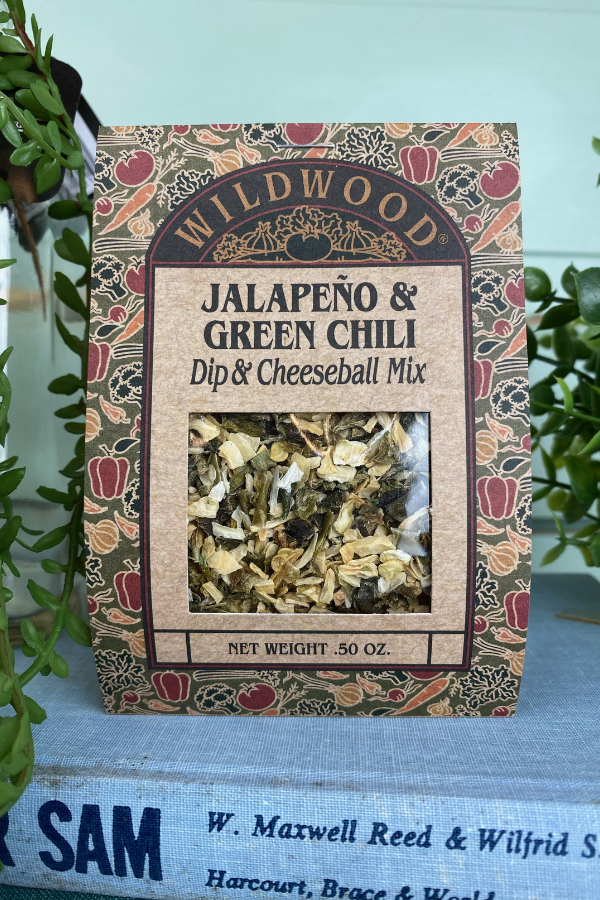 WILDWOOD®
JALAPEÑO &
GREEN CHILI
Dip & Cheeseball Mix
NET WEIGHT .50 OZ.
SAM
W. Maxwell Reed & Wilfrid S.
Harcourt, Brace & World